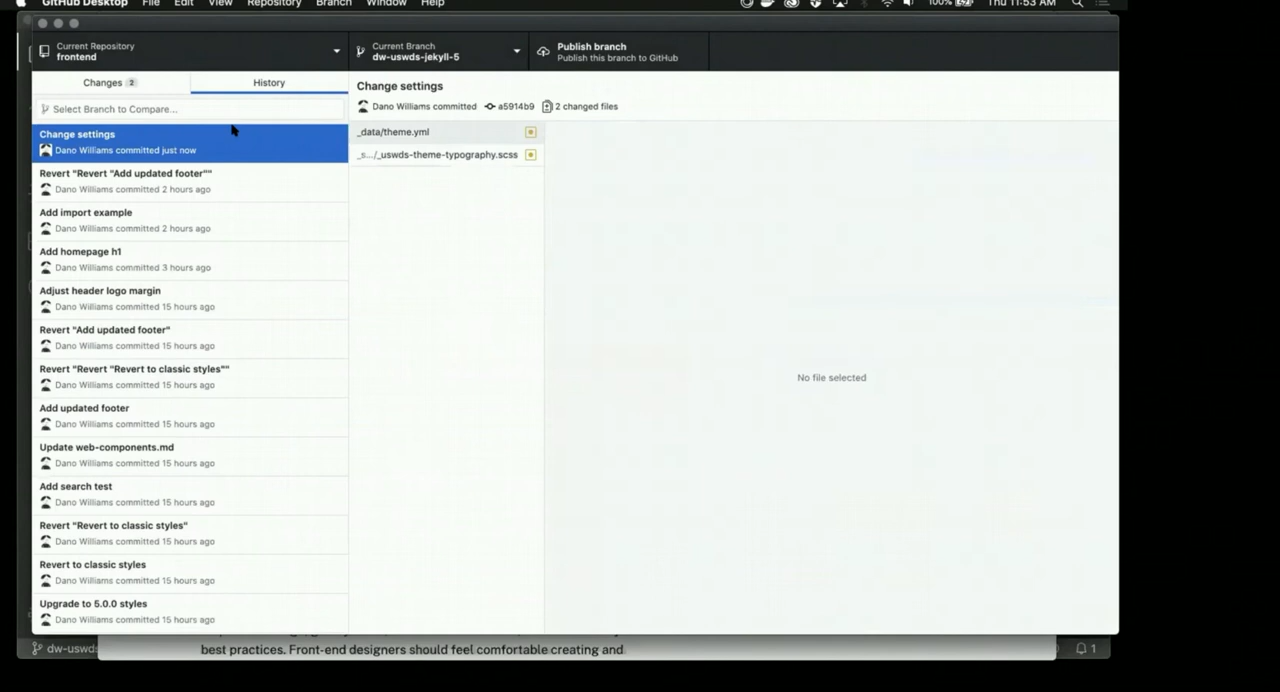 GitHub Desktop File Edit View Repository Branch Window Help 100% Thu 11:53 AM
Current Repository
frontend
Current Branch
dw-uswds-jekyll-5
Publish branch
Publish this branch to GitHub
Changes 2
History
Select Branch to Compare...
Change settings
Dano Williams committed just now
Revert "Revert "Add updated footer""
Dano Williams committed 2 hours ago
Add import example
Dano Williams committed 2 hours ago
Add homepage h1
Dano Williams committed 3 hours ago
Adjust header logo margin
Dano Williams committed 15 hours ago
Revert "Add updated footer"
Dano Williams committed 15 hours ago
Revert "Revert "Revert to classic styles""
Dano Williams committed 15 hours ago
Add updated footer
Dano Williams committed 15 hours ago
Update web-components.md
Dano Williams committed 15 hours ago
Add search test
Dano Williams committed 15 hours ago
Revert "Revert to classic styles"
Dano Williams committed 15 hours ago
Revert to classic styles
Dano Williams committed 15 hours ago
Upgrade to 5.0.0 styles
Dano Williams committed 15 hours ago
Change settings
Dano Williams committed a5914b9 2 changed files
_data/theme.yml
_s.../_uswds-theme-typography.scss
No file selected
dw-uswds
best practices. Front-end designers should feel comfortable creating and
1